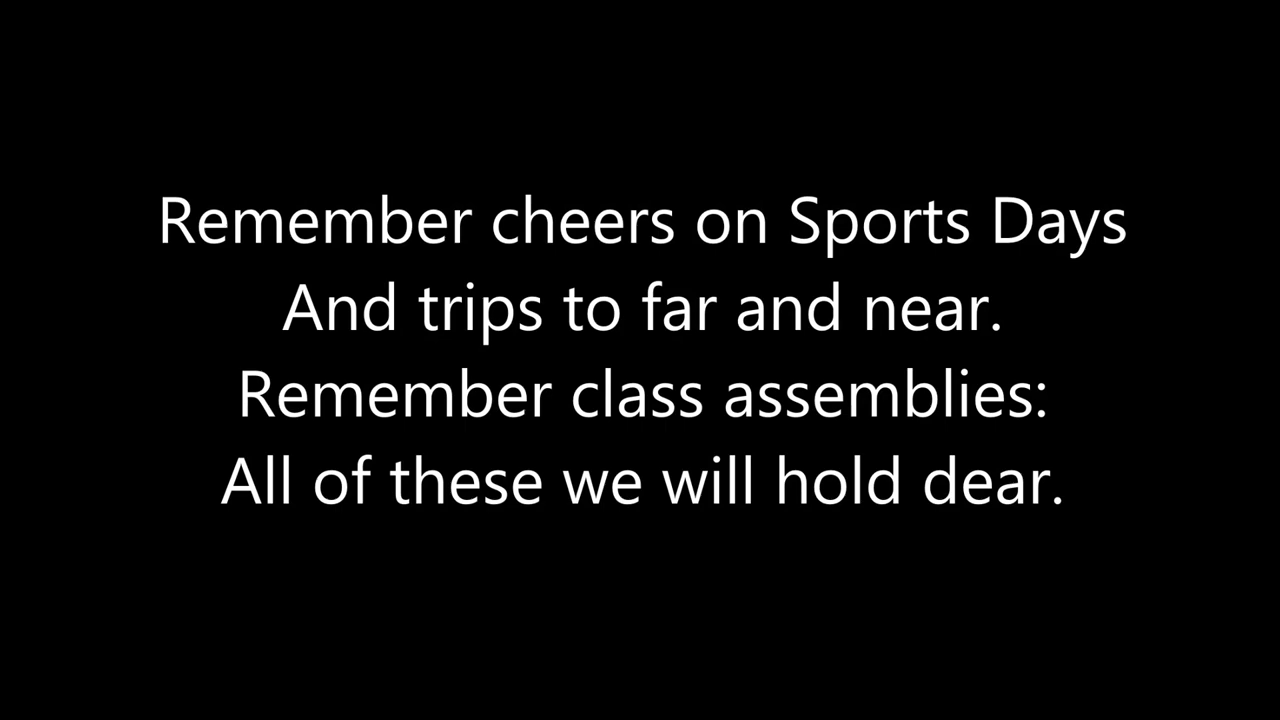 Remember cheers on Sports Days
And trips to far and near.
Remember class assemblies:
All of these we will hold dear.